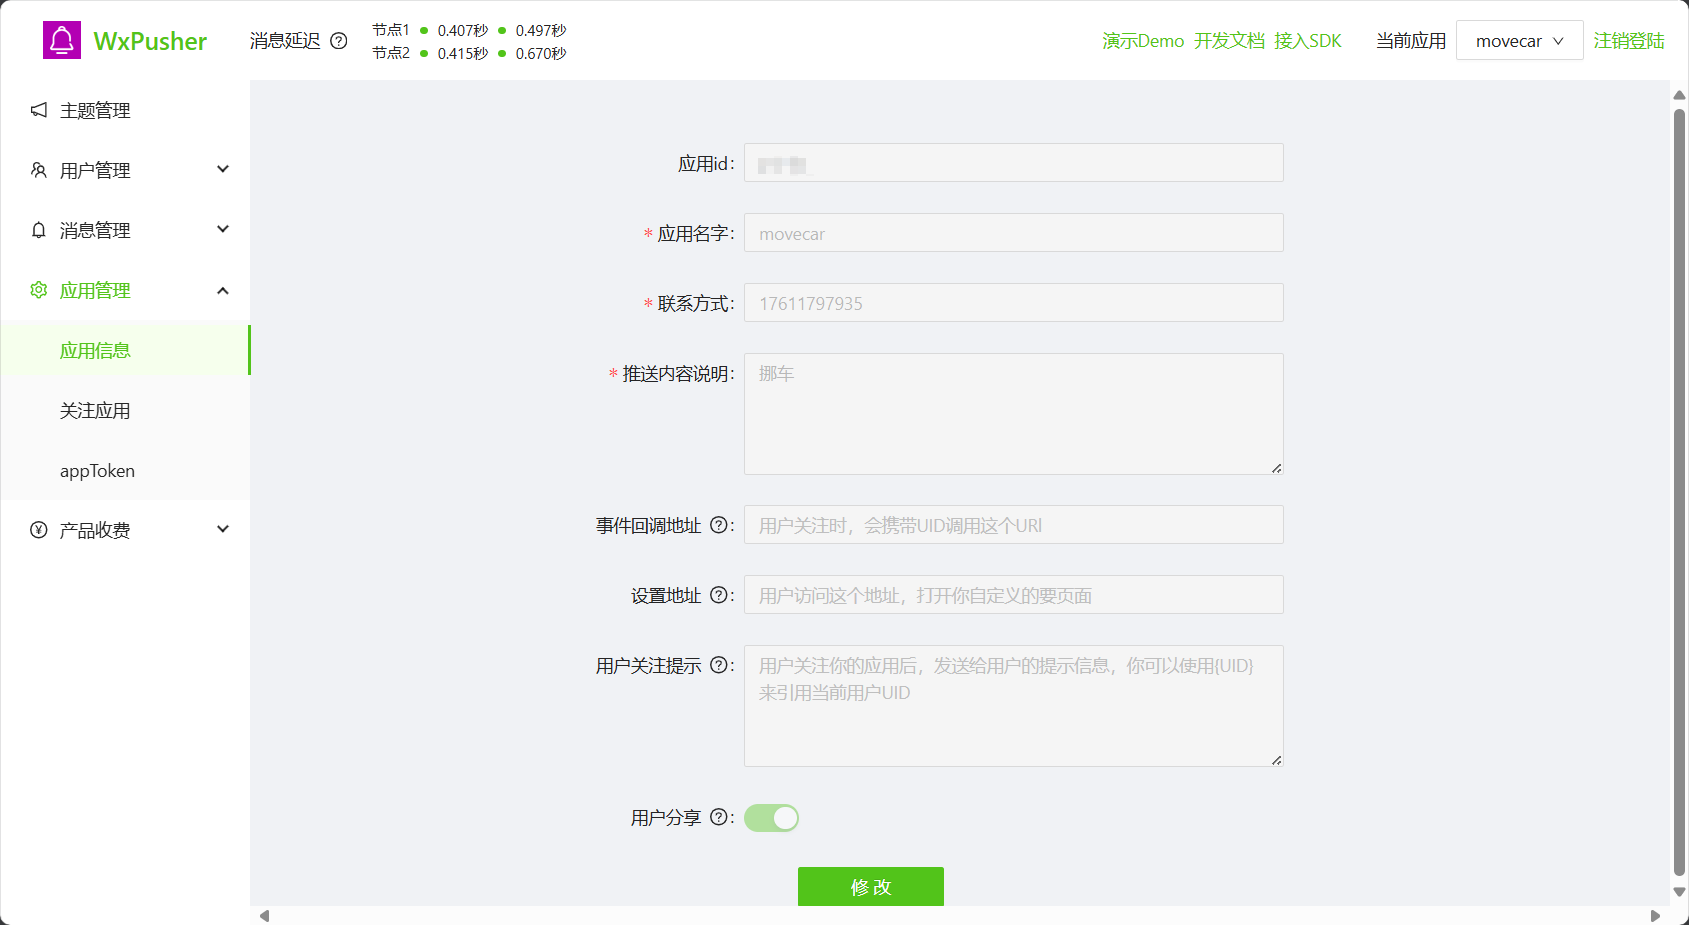 WxPusher
消息延迟
节点1 0.407秒 0.497秒
节点2 0.415秒 0.670秒
演示Demo 开发文档 接入SDK 当前应用 movecar 注销登陆
主题管理
用户管理
消息管理
应用管理
应用信息
关注应用
appToken
产品收费
应用id:
* 应用名字: movecar
* 联系方式: 17611797935
* 推送内容说明: 挪车
事件回调地址 : 用户关注时，会携带UID调用这个URl
设置地址 : 用户访问这个地址，打开你自定义的要页面
用户关注提示 : 用户关注你的应用后，发送给用户的提示信息，你可以使用{UID}
来引用当前用户UID
用户分享 :
修 改